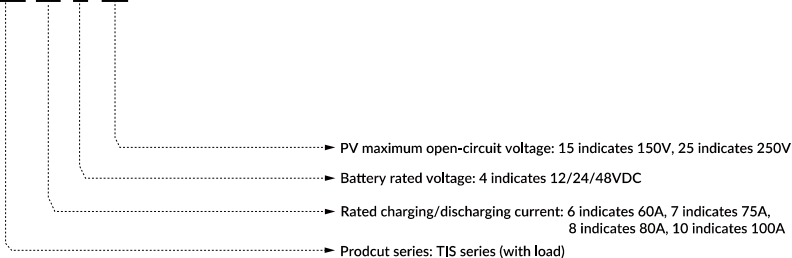 PV maximum open-circuit voltage: 15 indicates 150V, 25 indicates 250V
Battery rated voltage: 4 indicates 12/24/48VDC
Rated charging/discharging current: 6 indicates 60A, 7 indicates 75A,
8 indicates 80A, 10 indicates 100A
Prodcut series: TIS series (with load)